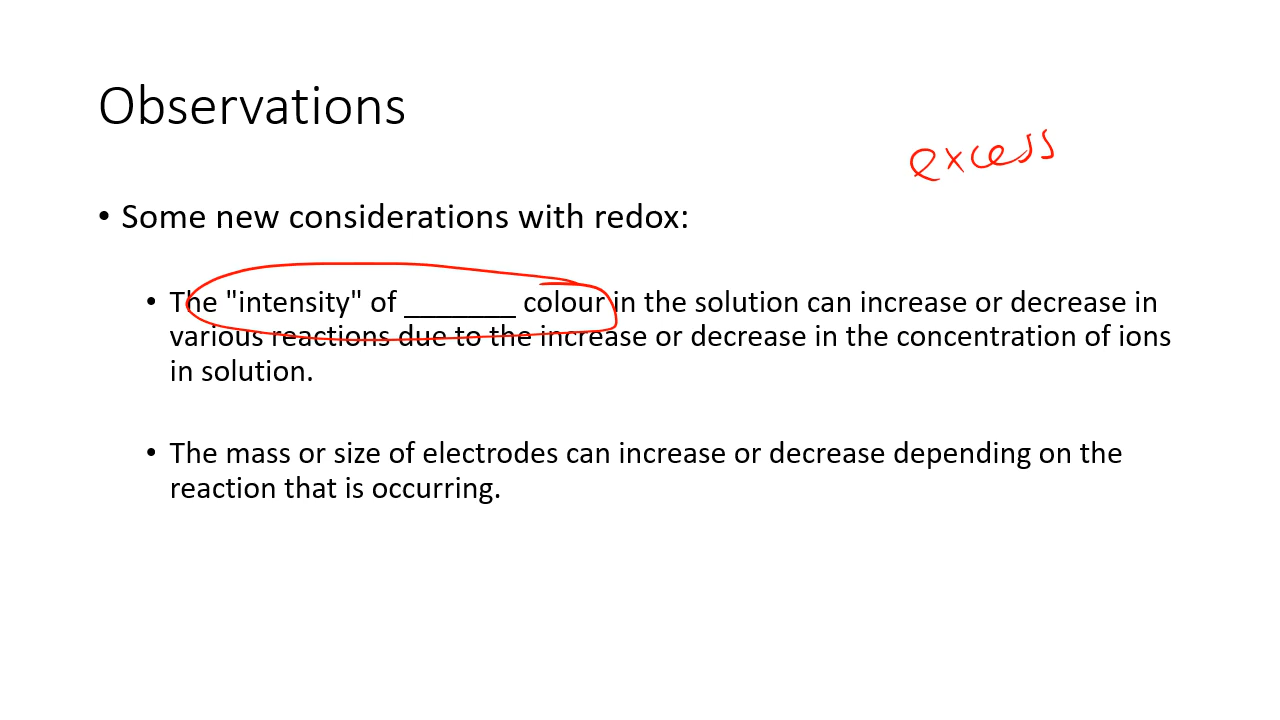 Observations
excess
• Some new considerations with redox:
• The "intensity" of ________ colour in the solution can increase or decrease in
various reactions due to the increase or decrease in the concentration of ions
in solution.
• The mass or size of electrodes can increase or decrease depending on the
reaction that is occurring.